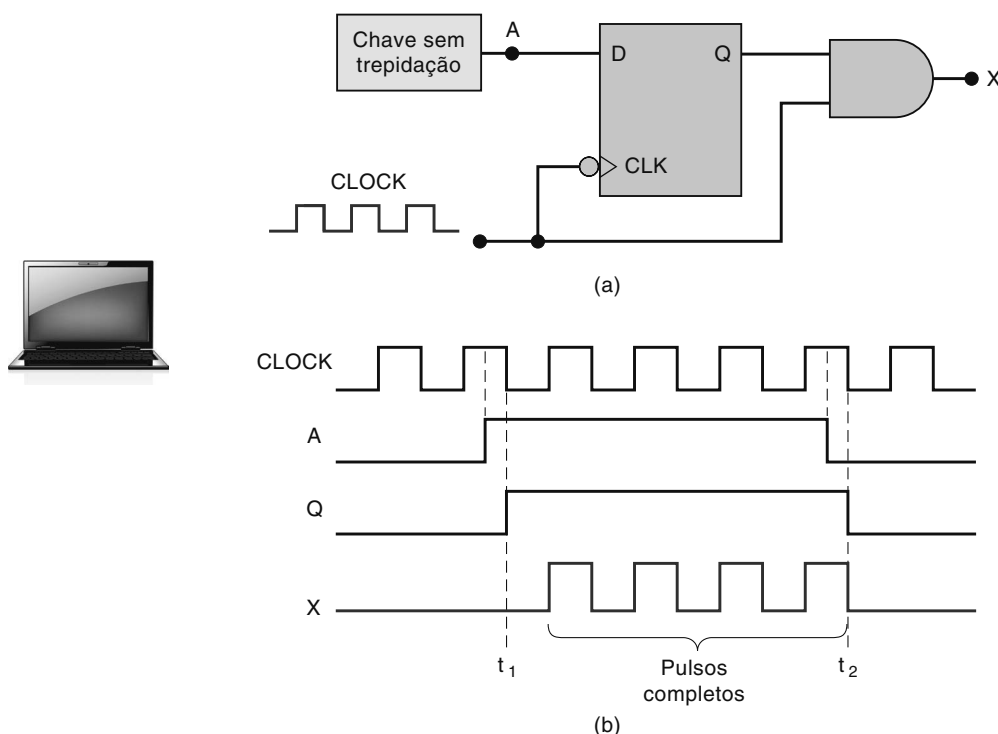 A
Chave sem
trepidação
D
Q
X
CLK
CLOCK
(a)
CLOCK
A
Q
X
t1
Pulsos
completos
t2
(b)